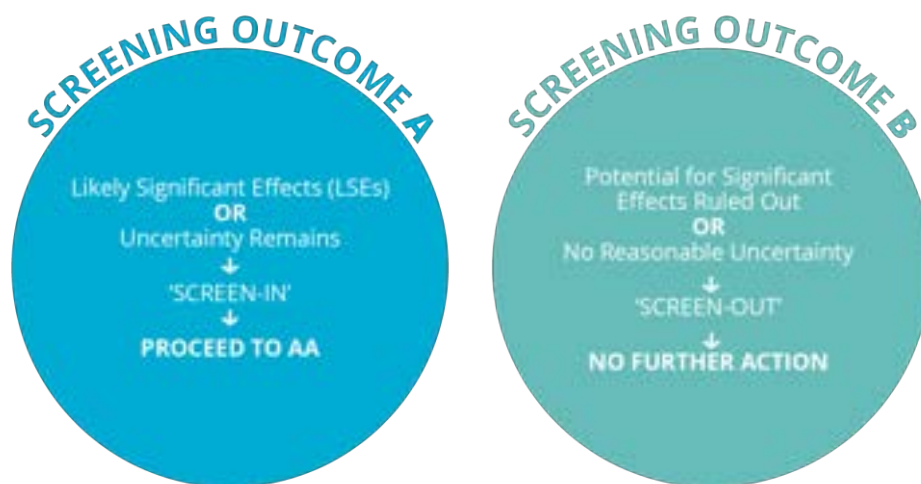 SCREENING OUTCOME A
Likely Significant Effects (LSEs)
OR
Uncertainty Remains
↓
'SCREEN-IN'
↓
PROCEED TO AA
SCREENING OUTCOME B
Potential for Significant
Effects Ruled Out
OR
No Reasonable Uncertainty
↓
'SCREEN-OUT'
↓
NO FURTHER ACTION